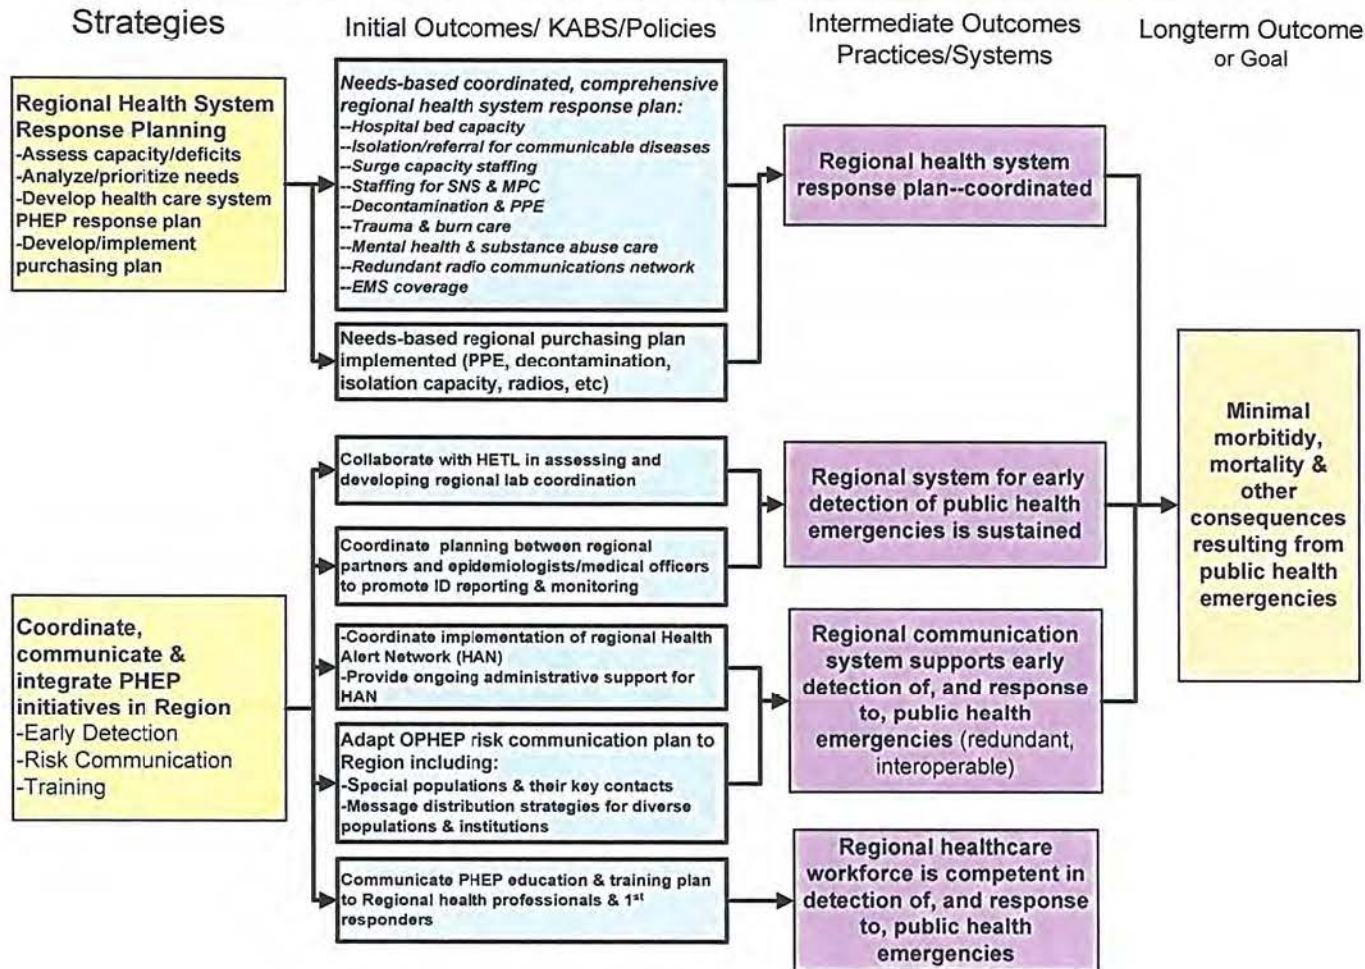 Strategies
Initial Outcomes/ KABS/Policies
Intermediate Outcomes
Practices/Systems
Longterm Outcome
or Goal
Regional Health System
Response Planning
-Assess capacity/deficits
-Analyze/prioritize needs
-Develop health care system
PHEP response plan
-Develop/implement
purchasing plan
Needs-based coordinated, comprehensive
regional health system response plan:
--Hospital bed capacity
--Isolation/referral for communicable diseases
--Surge capacity staffing
--Staffing for SNS & MPC
--Decontamination & PPE
--Trauma & burn care
--Mental health & substance abuse care
--Redundant radio communications network
--EMS coverage
Needs-based regional purchasing plan
implemented (PPE, decontamination,
isolation capacity, radios, etc)
Regional health system
response plan--coordinated
Coordinate,
communicate &
integrate PHEP
initiatives in Region
-Early Detection
-Risk Communication
-Training
Collaborate with HETL in assessing and
developing regional lab coordination
Coordinate planning between regional
partners and epidemiologists/medical officers
to promote ID reporting & monitoring
-Coordinate implementation of regional Health
Alert Network (HAN)
-Provide ongoing administrative support for
HAN
Adapt OPHEP risk communication plan to
Region including:
-Special populations & their key contacts
-Message distribution strategies for diverse
populations & institutions
Communicate PHEP education & training plan
to Regional health professionals & 1st
responders
Regional system for early
detection of public health
emergencies is sustained
Regional communication
system supports early
detection of, and response
to, public health
emergencies (redundant,
interoperable)
Regional healthcare
workforce is competent in
detection of, and response
to, public health
emergencies
Minimal
morbitidy,
mortality &
other
consequences
resulting from
public health
emergencies